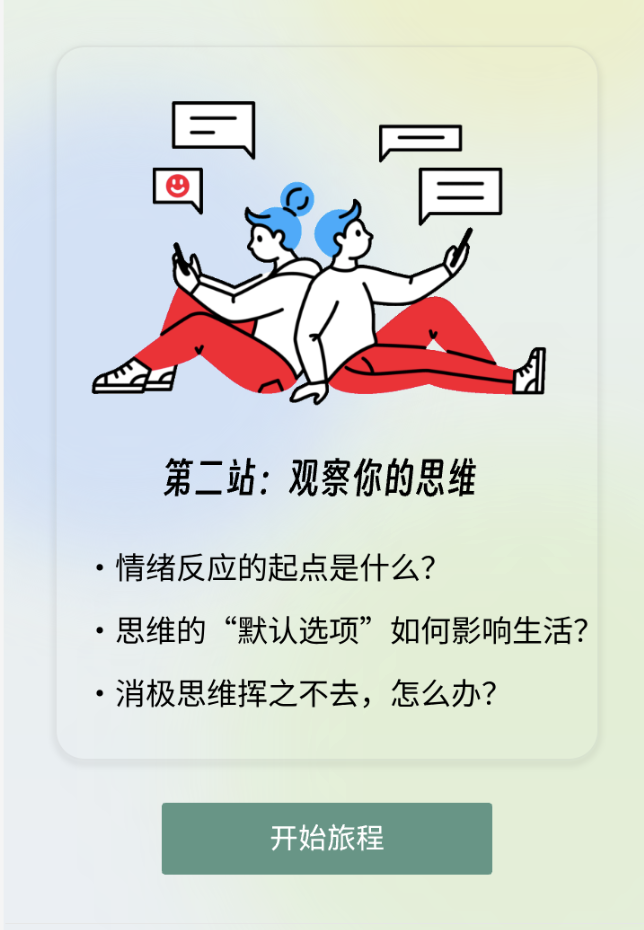 第二站：观察你的思维
·情绪反应的起点是什么？
·思维的“默认选项”如何影响生活？
·消极思维挥之不去，怎么办？
开始旅程